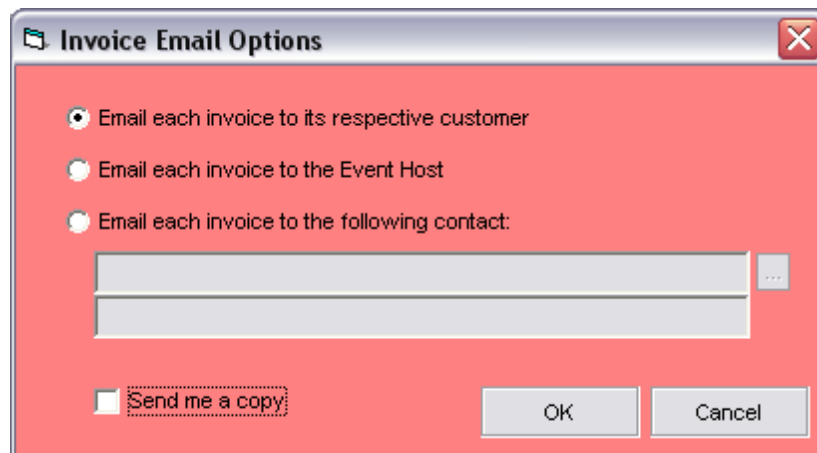 Invoice Email Options
Email each invoice to its respective customer
Email each invoice to the Event Host
Email each invoice to the following contact:
...
Send me a copy
OK
Cancel